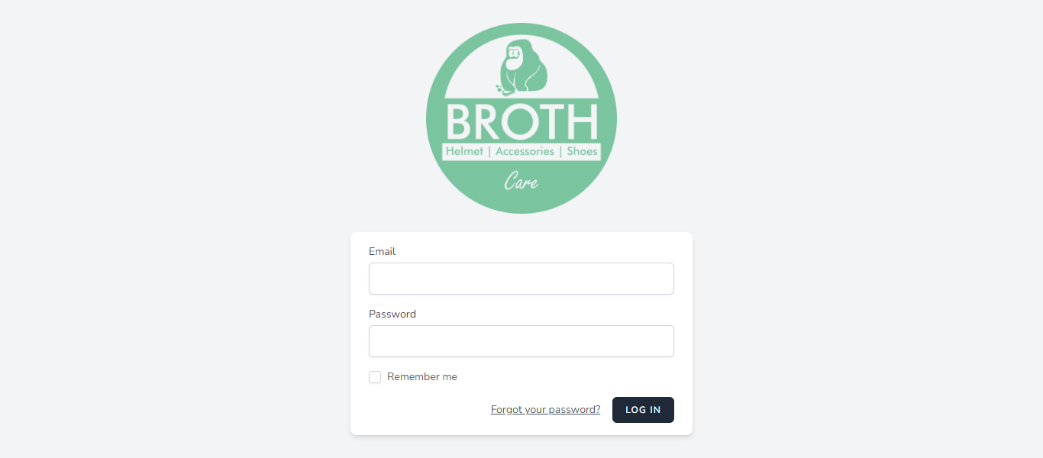 BROTH
Helmet | Accessories | Shoes
Care
Email
Password
Remember me
Forgot your password?
LOG IN